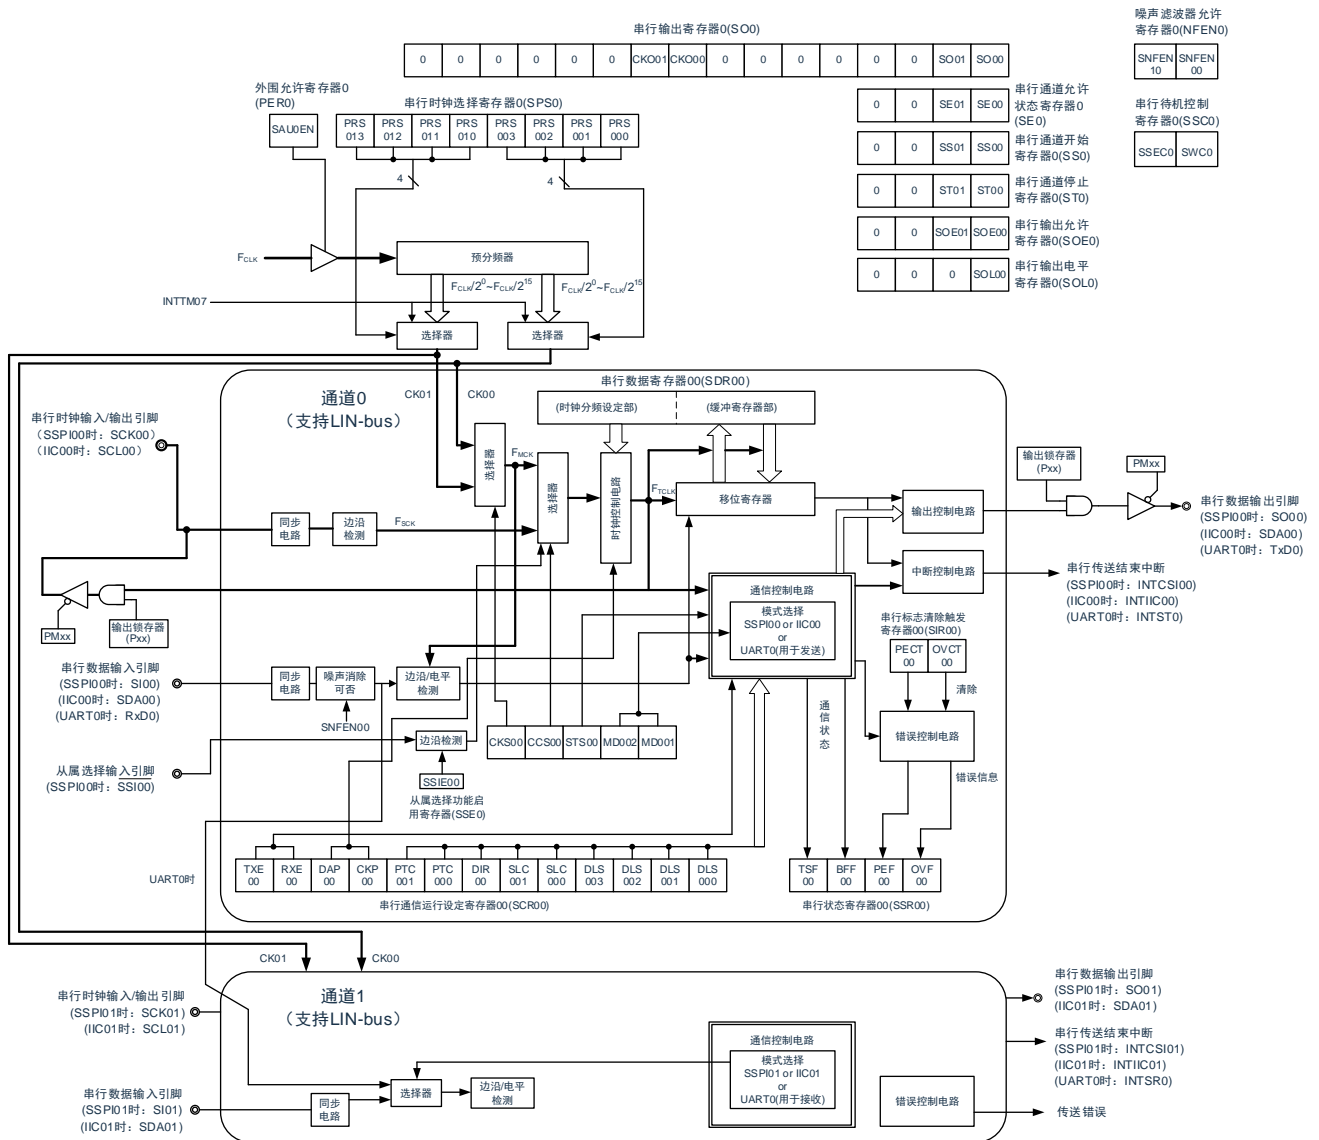 串行输出寄存器0(SO0)
0 0 0 0 0 0 CKO01 CKO00 0 0 0 0 0 0 SO01 SO00
噪声滤波器允许
寄存器0(NFEN0)
SNFEN
10
SNFEN
00
外围允许寄存器0
(PER0)
SAU0EN
串行时钟选择寄存器0(SPS0)
PRS
013
PRS
012
PRS
011
PRS
010
PRS
003
PRS
002
PRS
001
PRS
000
4
4
0 0 SE01 SE00
串行通道允许
状态寄存器0
(SE0)
0 0 SS01 SS00
串行通道开始
寄存器0(SS0)
0 0 ST01 ST00
串行通道停止
寄存器0(ST0)
0 0 SOE01 SOE00
串行输出允许
寄存器0(SOE0)
0 0 0 SOL00
串行输出电平
寄存器0(SOL0)
串行待机控制
寄存器0(SSC0)
SSEC0 SWC0
FCLK
预分频器
FCLK/2⁰~FCLK/2¹⁵
FCLK/2⁰~FCLK/2¹⁵
INTTM07
选择器
选择器
通道0
（支持LIN-bus）
CK01
CK00
串行数据寄存器00(SDR00)
(时钟分频设定部)
(缓冲寄存器部)
串行时钟输入/输出引脚
（SSPI00时：SCK00）
（IIC00时：SCL00）
选择器
FMCK
选择器
时钟控制电路
FTCLK
移位寄存器
同步
电路
边沿
检测
FSCK
输出控制电路
输出锁存器
(Pxx)
PMxx
串行数据输出引脚
(SSPI00时：SO00)
(IIC00时：SDA00)
(UART0时：TxD0)
中断控制电路
串行传送结束中断
(SSPI00时：INTCSI00)
(IIC00时：INTIIC00)
(UART0时：INTST0)
通信控制电路
模式选择
SSPI00 or IIC00
or
UART0(用于发送)
PMxx
输出锁存器
(Pxx)
串行标志清除触发
寄存器00(SIR00)
PECT
00
OVCT
00
清除
串行数据输入引脚
(SSPI00时：SI00)
(IIC00时：SDA00)
(UART0时：RxD0)
同步
电路
噪声消除
可否
边沿/电平
检测
SNFEN00
CKS00 CCS00 STS00 MD002 MD001
通信状态
错误控制电路
错误信息
从属选择输入引脚
(SSPI00时：SSI00)
边沿检测
SSIE00
从属选择功能启
用寄存器(SSE0)
UART0时
TXE
00
RXE
00
DAP
00
CKP
00
PTC
001
PTC
000
DIR
00
SLC
001
SLC
000
DLS
003
DLS
002
DLS
001
DLS
000
串行通信运行设定寄存器00(SCR00)
TSF
00
BFF
00
PEF
00
OVF
00
串行状态寄存器00(SSR00)
CK01
CK00
通道1
（支持LIN-bus）
串行时钟输入/输出引脚
(SSPI01时：SCK01)
(IIC01时：SCL01)
串行数据输入引脚
(SSPI01时：SI01)
(IIC01时：SDA01)
同步
电路
选择器
边沿/电平
检测
通信控制电路
模式选择
SSPI01 or IIC01
or
UART0(用于接收)
错误控制电路
串行数据输出引脚
(SSPI01时：SO01)
(IIC01时：SDA01)
串行传送结束中断
(SSPI01时：INTCSI01)
(IIC01时：INTIIC01)
(UART0时：INTSR0)
传送错误